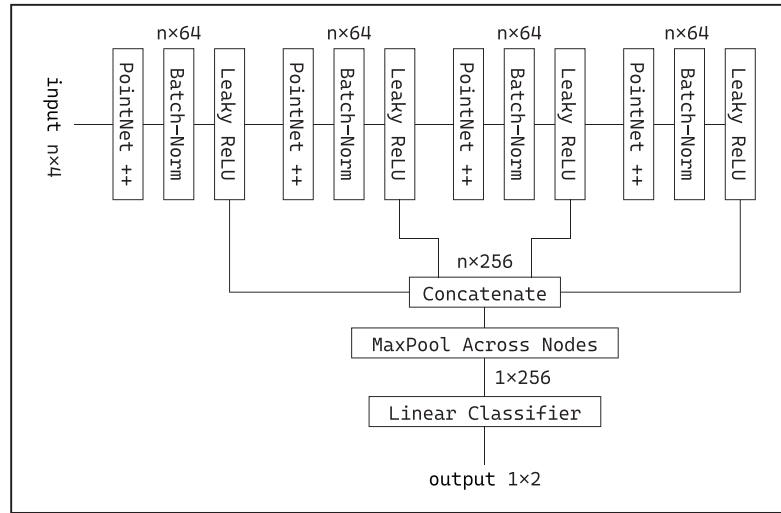 n×64 n×64 n×64 n×64
input n×4
PointNet ++
Batch-Norm
Leaky ReLU
PointNet ++
Batch-Norm
Leaky ReLU
PointNet ++
Batch-Norm
Leaky ReLU
PointNet ++
Batch-Norm
Leaky ReLU
n×256
Concatenate
MaxPool Across Nodes
1×256
Linear Classifier
output 1×2